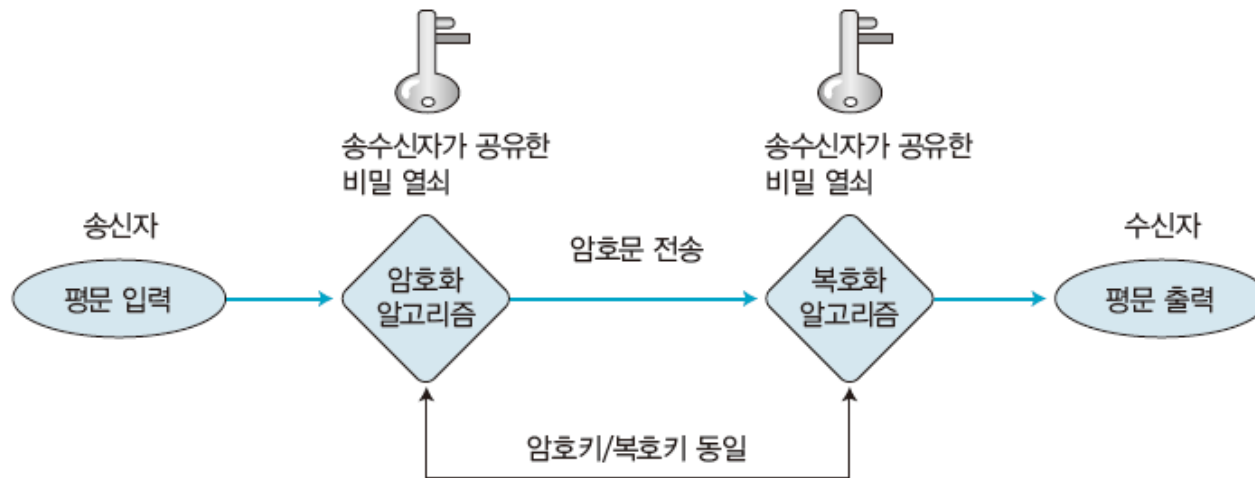 송수신자가 공유한
비밀 열쇠
송수신자가 공유한
비밀 열쇠
송신자
평문 입력
암호화
알고리즘
암호문 전송
복호화
알고리즘
수신자
평문 출력
암호키/복호키 동일